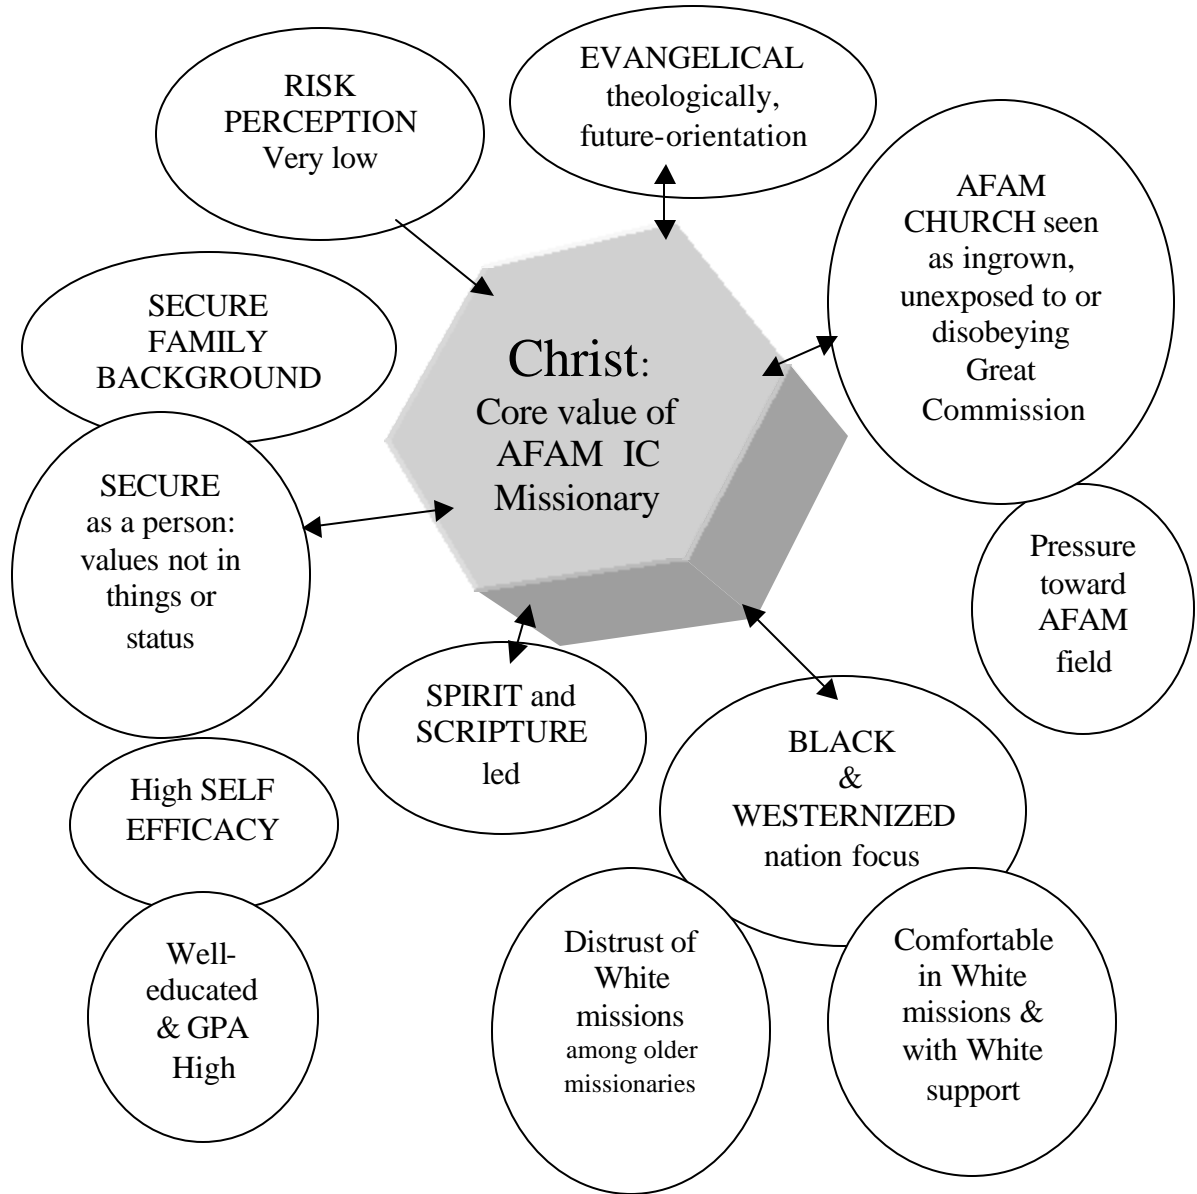 RISK
PERCEPTION
Very low
EVANGELICAL
theologically,
future-orientation
AFAM
CHURCH seen
as ingrown,
unexposed to or
disobeying
Great
Commission
SECURE
FAMILY
BACKGROUND
Christ:
Core value of
AFAM IC
Missionary
SECURE
as a person:
values not in
things or
status
Pressure
toward
AFAM
field
SPIRIT and
SCRIPTURE
led
BLACK
&
WESTERNIZED
nation focus
High SELF
EFFICACY
Well-
educated
& GPA
High
Distrust of
White
missions
among older
missionaries
Comfortable
in White
missions &
with White
support